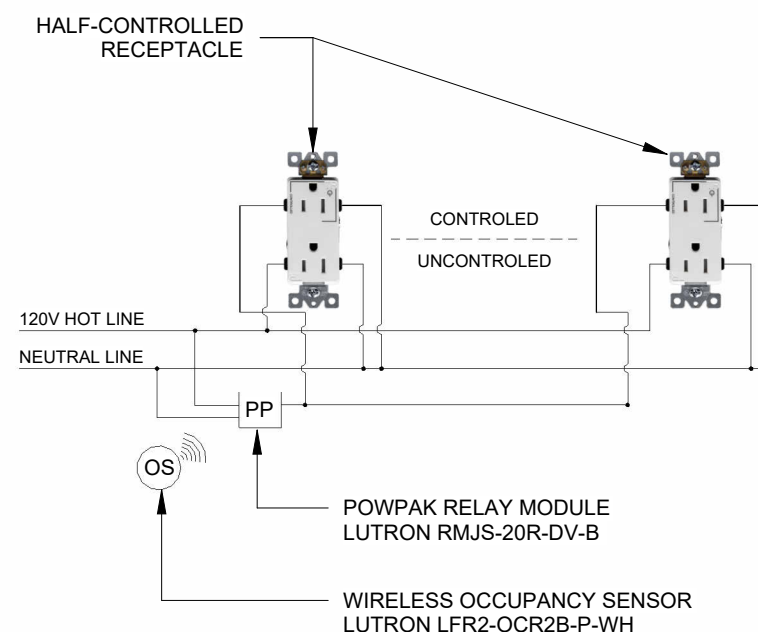 HALF-CONTROLLED
RECEPTACLE
CONTROLED
UNCONTROLED
120V HOT LINE
NEUTRAL LINE
PP
OS
POWPAK RELAY MODULE
LUTRON RMJS-20R-DV-B
WIRELESS OCCUPANCY SENSOR
LUTRON LFR2-OCR2B-P-WH